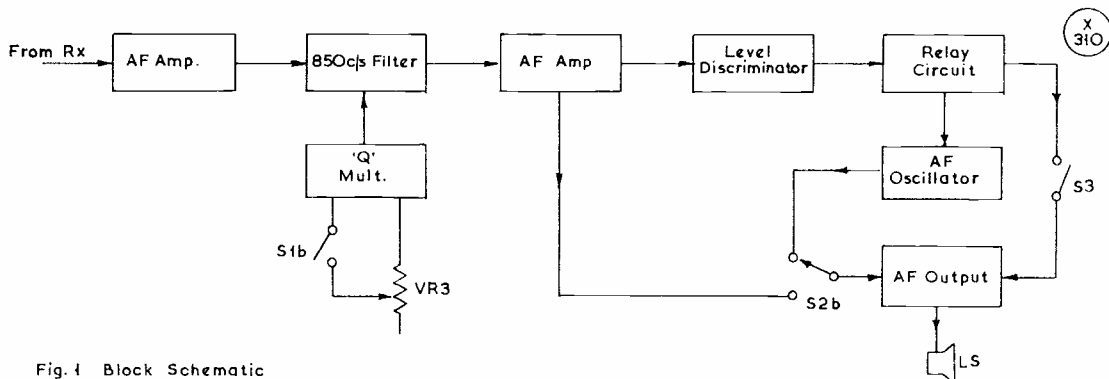 From Rx
AF Amp.
850c/s Filter
AF Amp
Level
Discriminator
Relay
Circuit
X
310
'Q'
Mult.
AF
Oscillator
S3
S1b
VR3
S2b
AF Output
LS
Fig. 1 Block Schematic